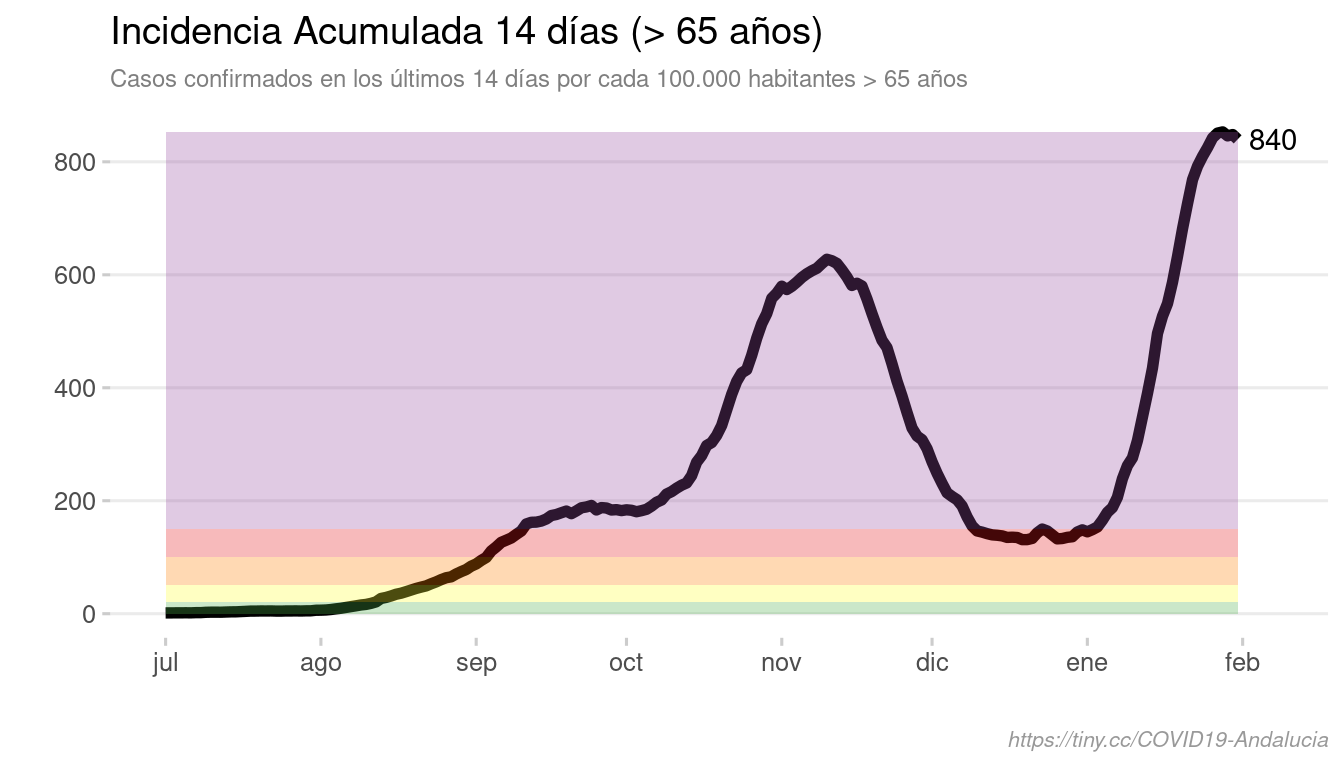 Incidencia Acumulada 14 días (> 65 años)
Casos confirmados en los últimos 14 días por cada 100.000 habitantes > 65 años
840
800
600
400
200
0
jul ago sep oct nov dic ene feb
https://tiny.cc/COVID19-Andalucia